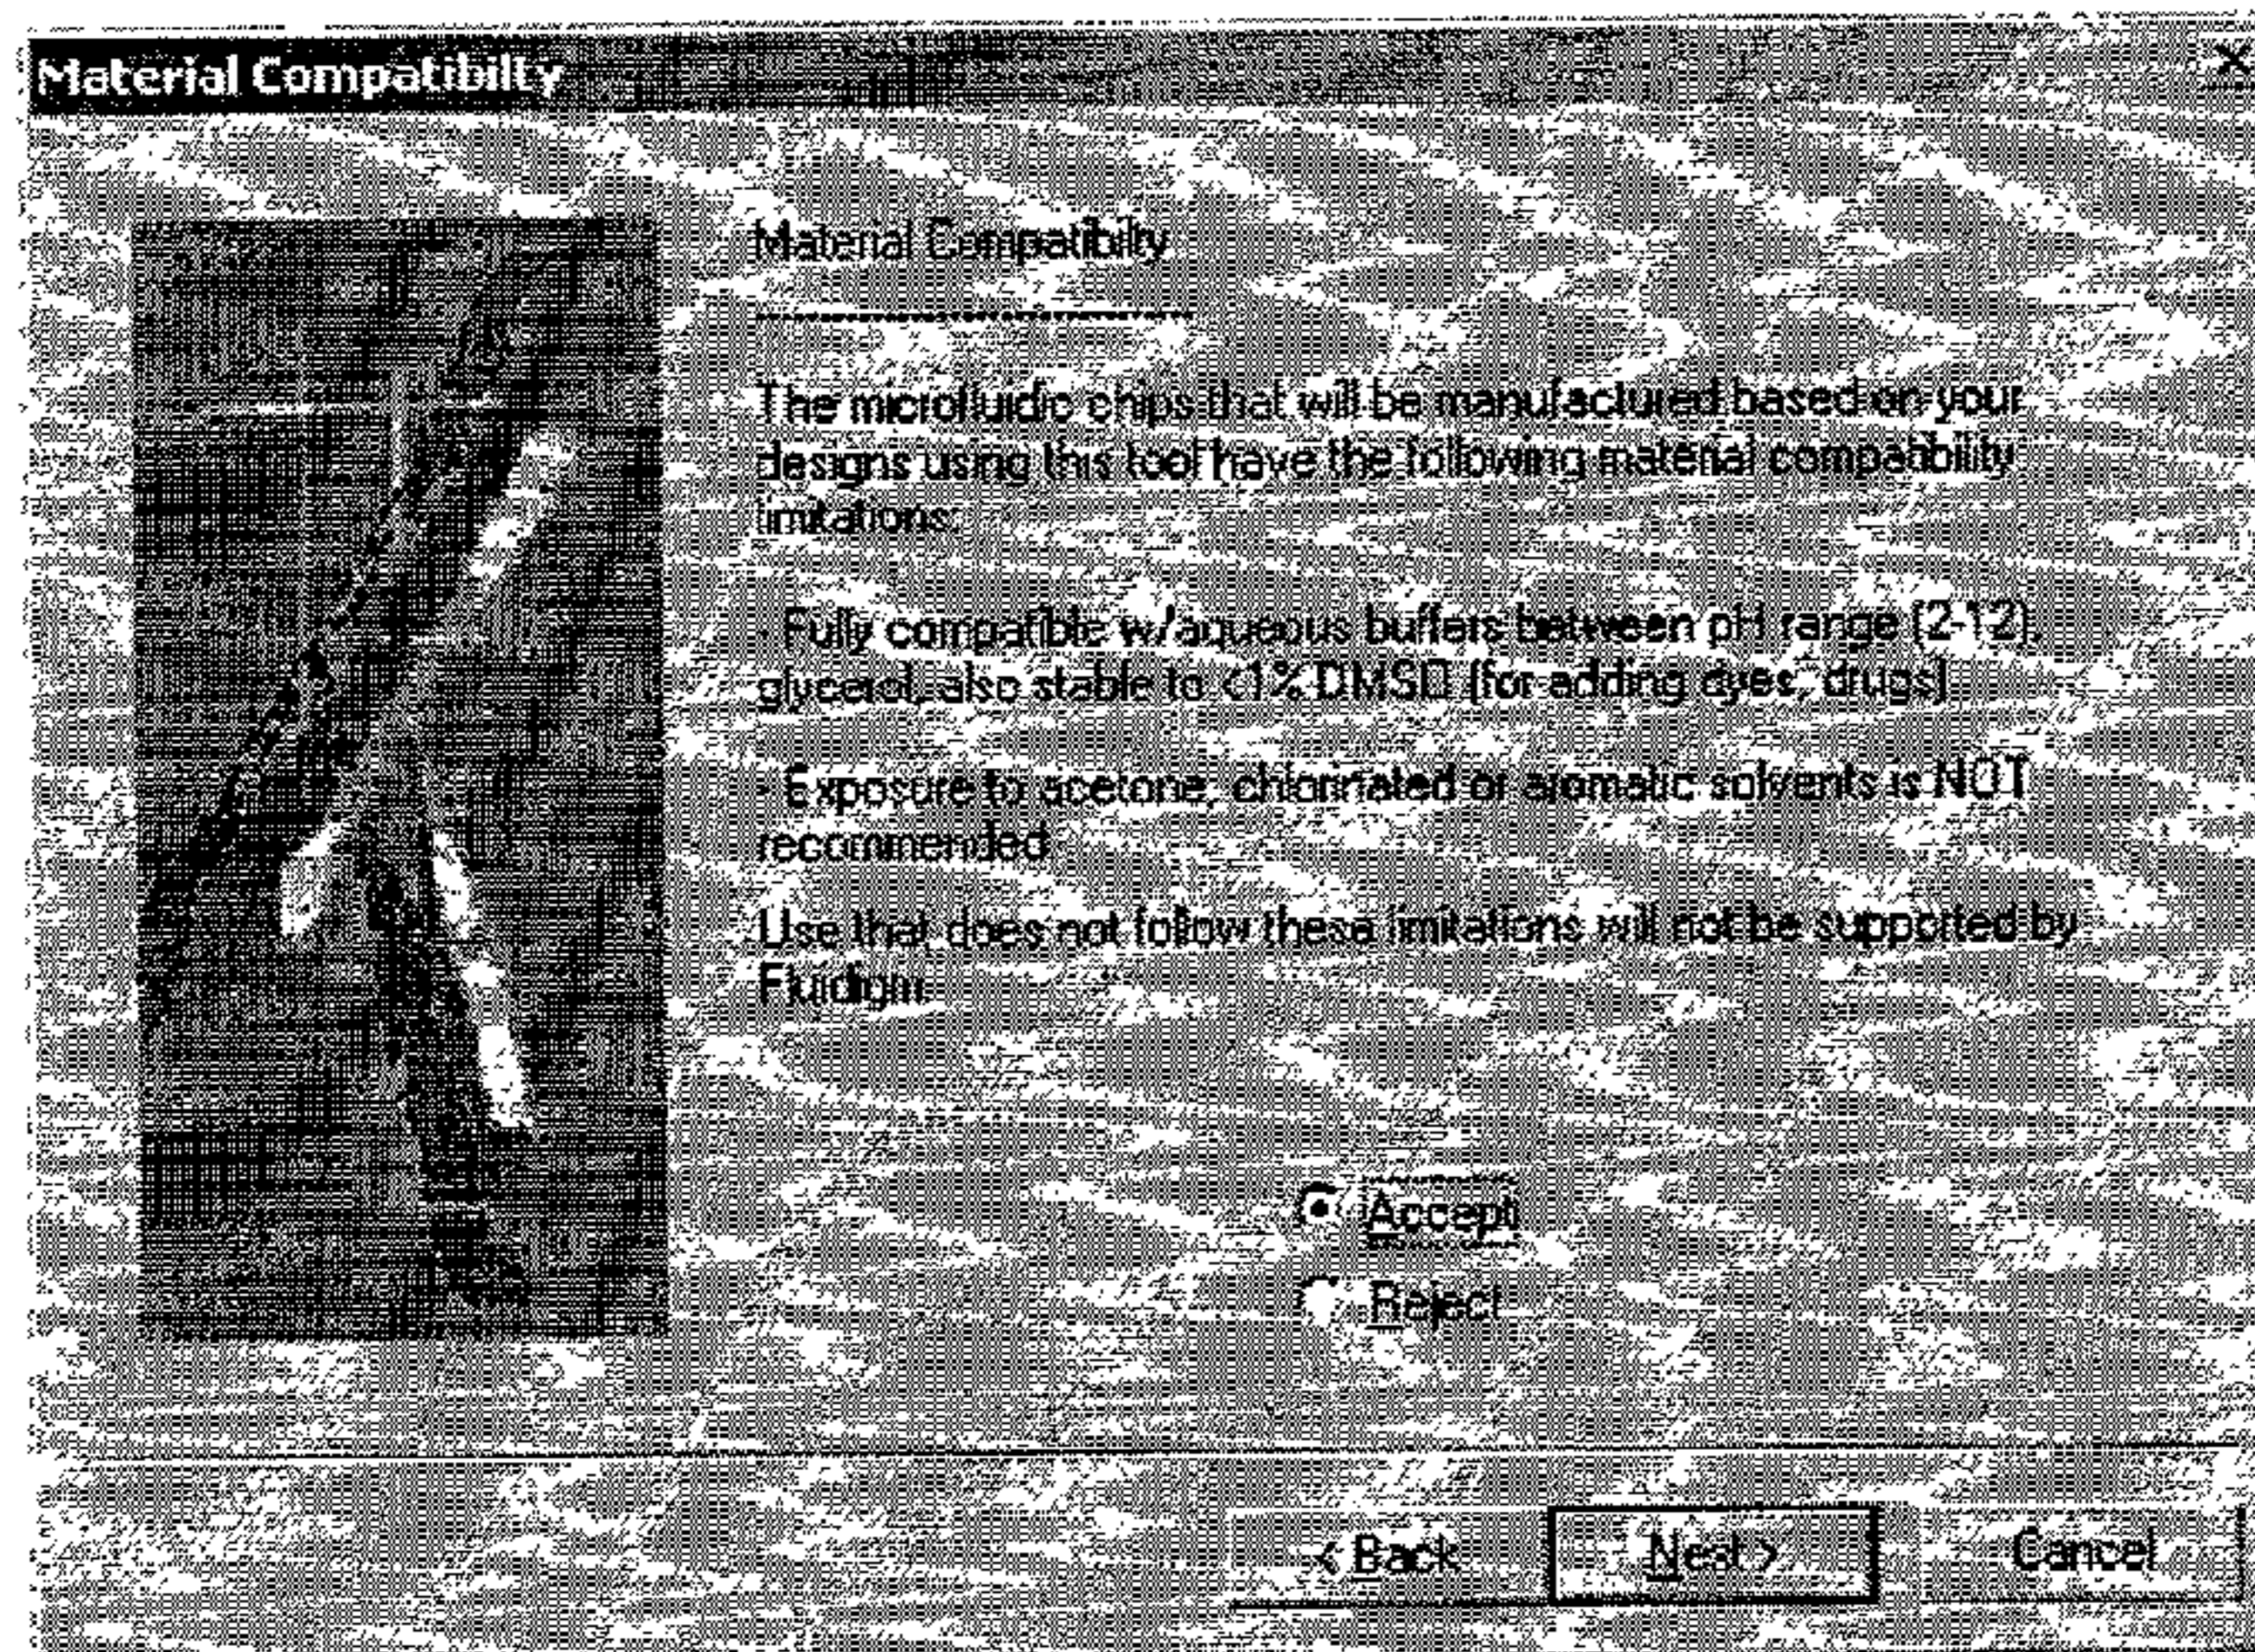 Material Compatibilty
Material Compatibilty
The microfluidic chips that will be manufactured based on your
designs using this tool have the following material compatibility
limitations:
- Fully compatible w/aqueous buffers between pH range (2-12),
glycerol, also stable to <1% DMSO (for adding dyes, drugs)
- Exposure to acetone, chlorinated or aromatic solvents is NOT
recommended
Use that does not follow these limitations will not be supported by
Fluidigm.
Accept
Reject
< Back
Next >
Cancel